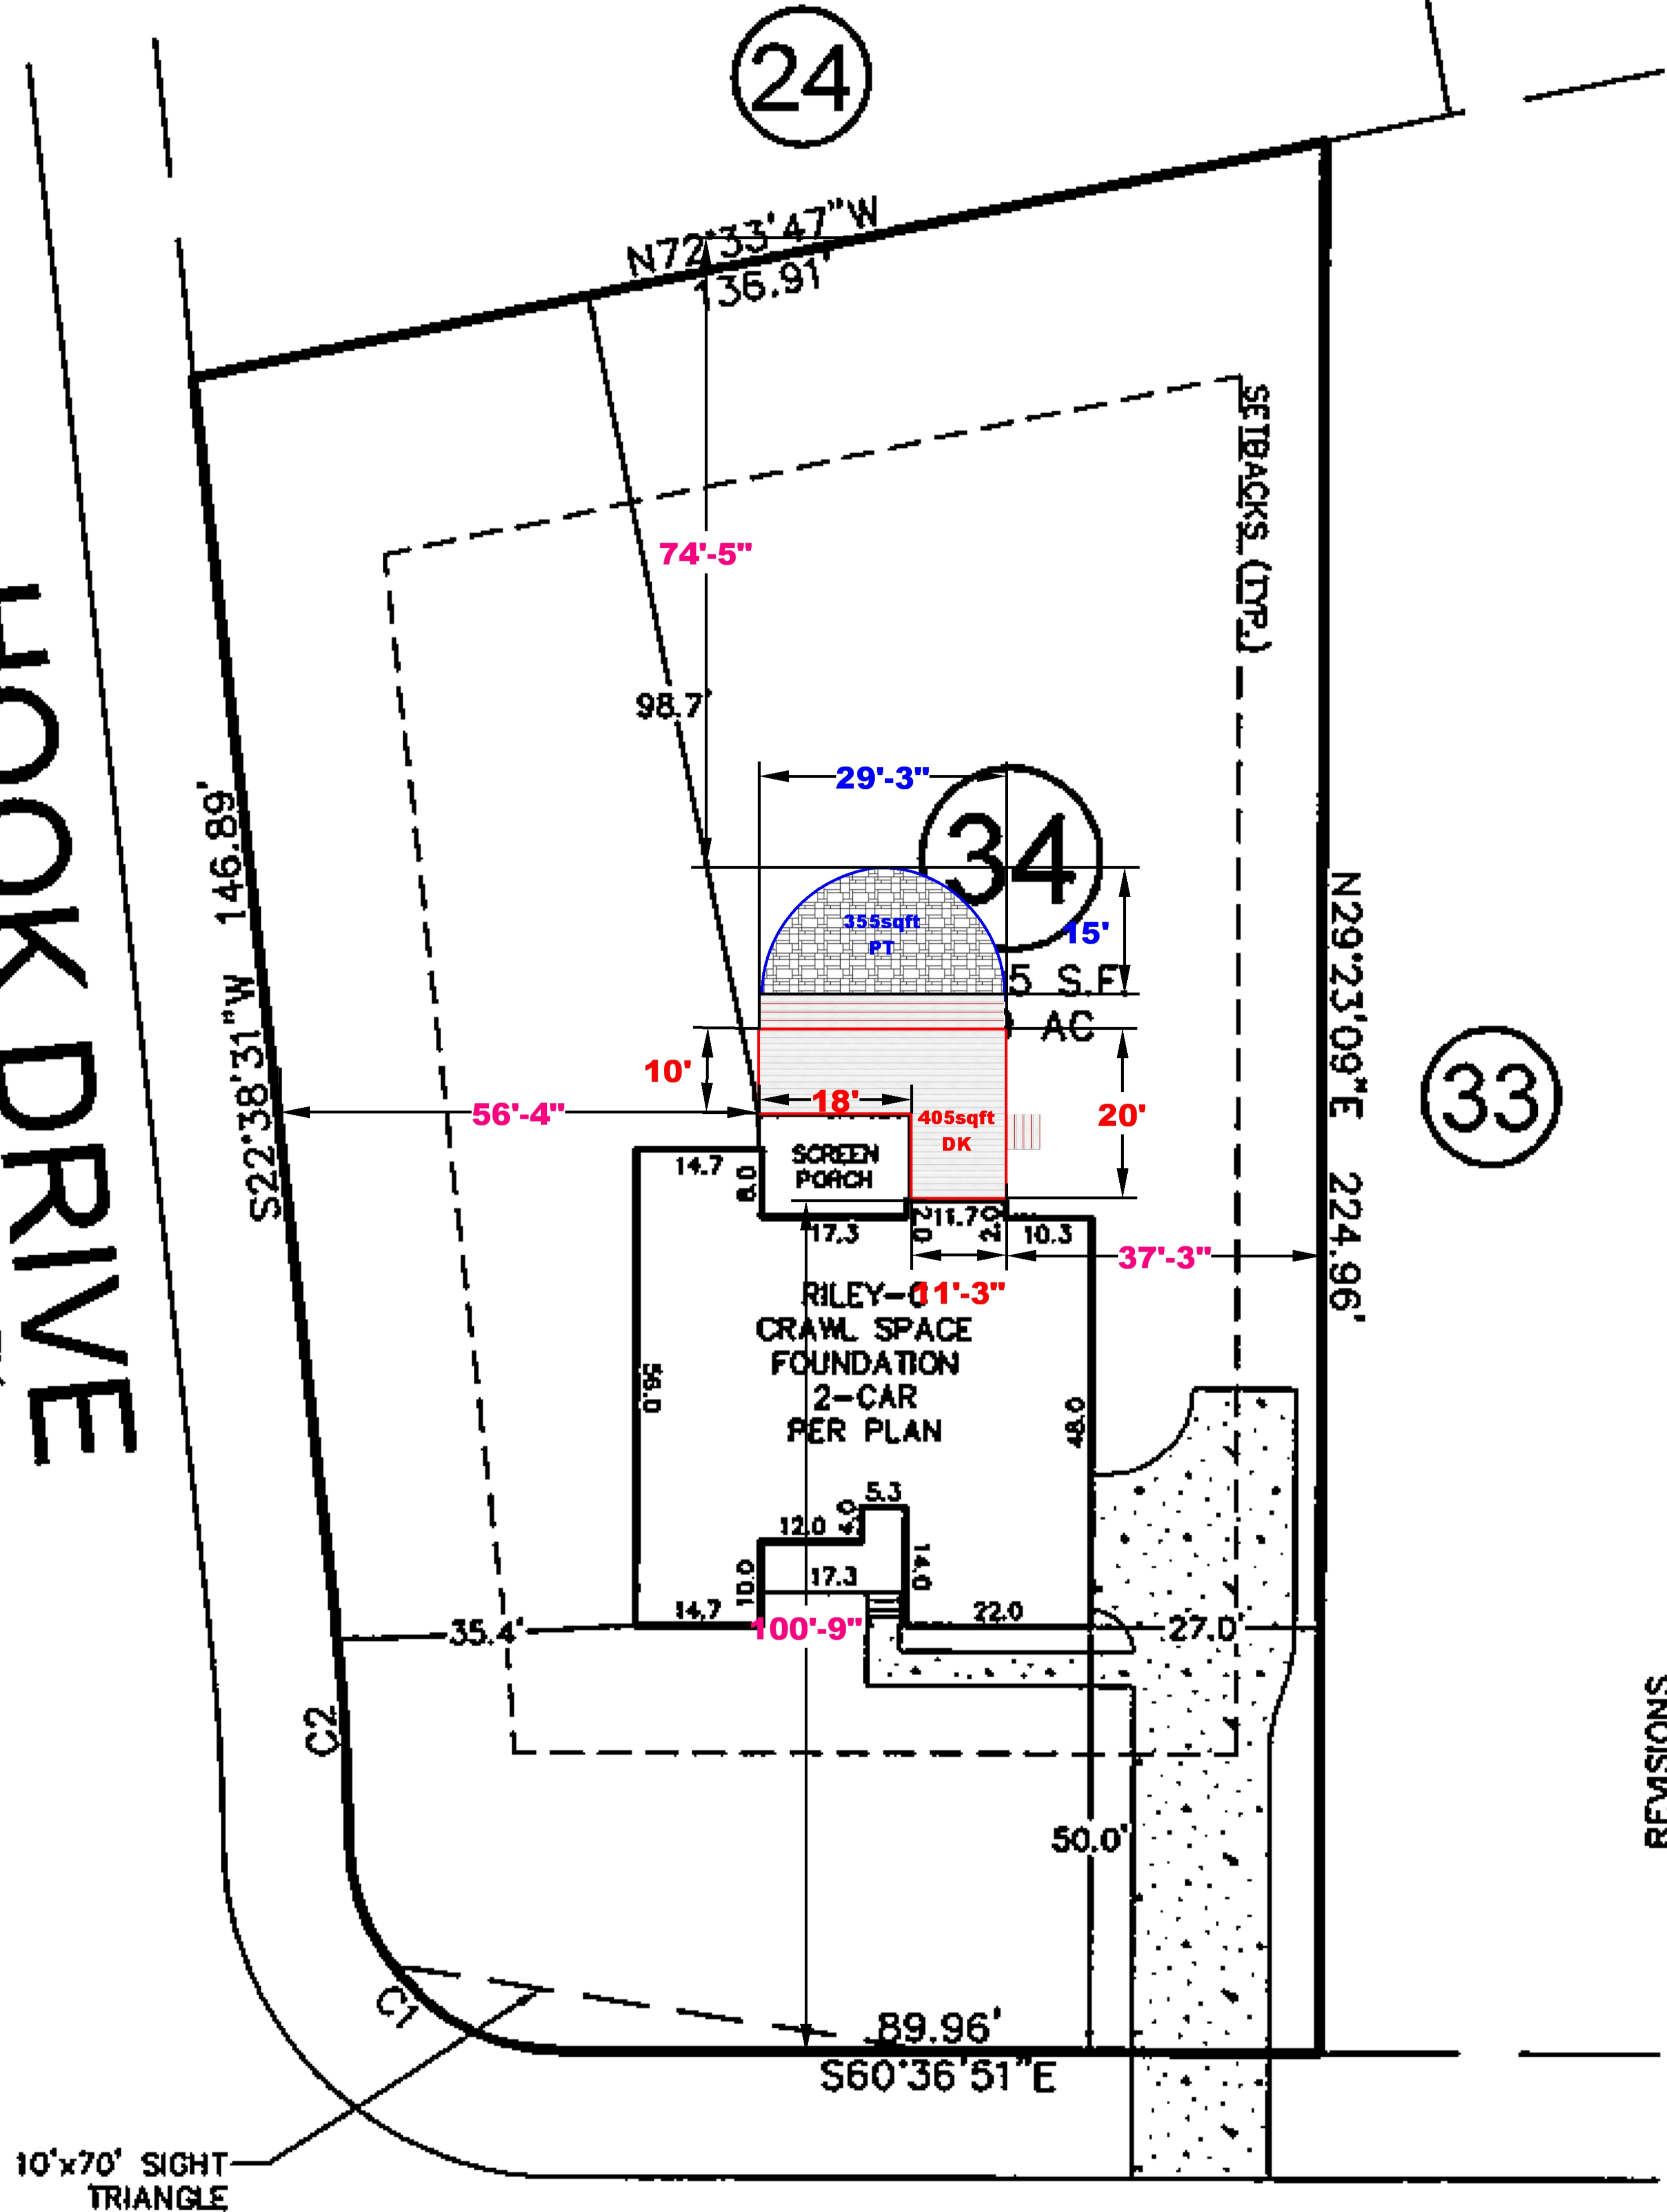 24
N72°33'47"W
136.91'
SETBACKS (TYP.)
74'-5"
98.7'
29'-3"
34
355sqft
PT
15'
5 S.F.
AC
10'
18'
405sqft
DK
20'
56'-4"
SCREEN
PORCH
14.7
8.0
17.3
2.0
11.7
2.0
10.3
37'-3"
11'-3"
RILEY-C
CRAWL SPACE
FOUNDATION
2-CAR
PER PLAN
56.0
48.0
5.3
4.0
12.0
10.0
17.3
14.0
14.7
100'-9"
22.0
35.4'
27.0'
50.0'
HOOK DRIVE
S22°38'31"W 146.89'
N29°23'09"E 224.96'
33
C2
C1
89.96'
S60°36'51"E
10'x70' SIGHT
TRIANGLE
REVISIONS